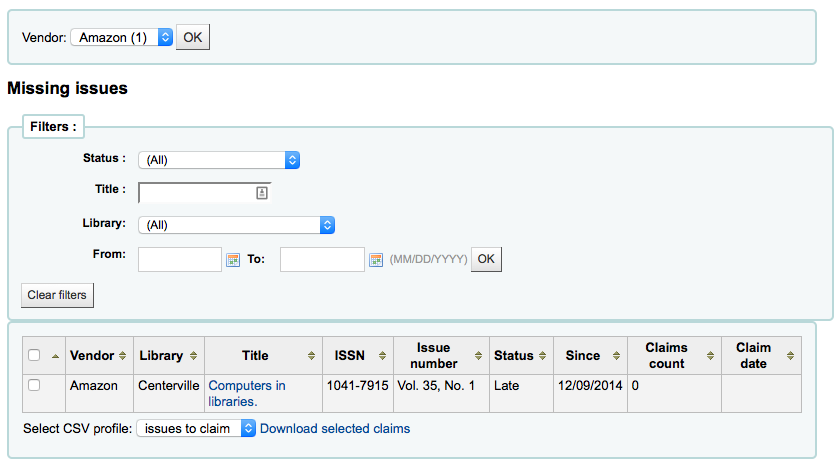 Vendor: Amazon (1) OK
Missing issues
Filters :
Status : (All)
Title :
Library: (All)
From: To: (MM/DD/YYYY) OK
Clear filters
Vendor Library Title ISSN Issue number Status Since Claims count Claim date
Amazon Centerville Computers in libraries. 1041-7915 Vol. 35, No. 1 Late 12/09/2014 0
Select CSV profile: issues to claim Download selected claims